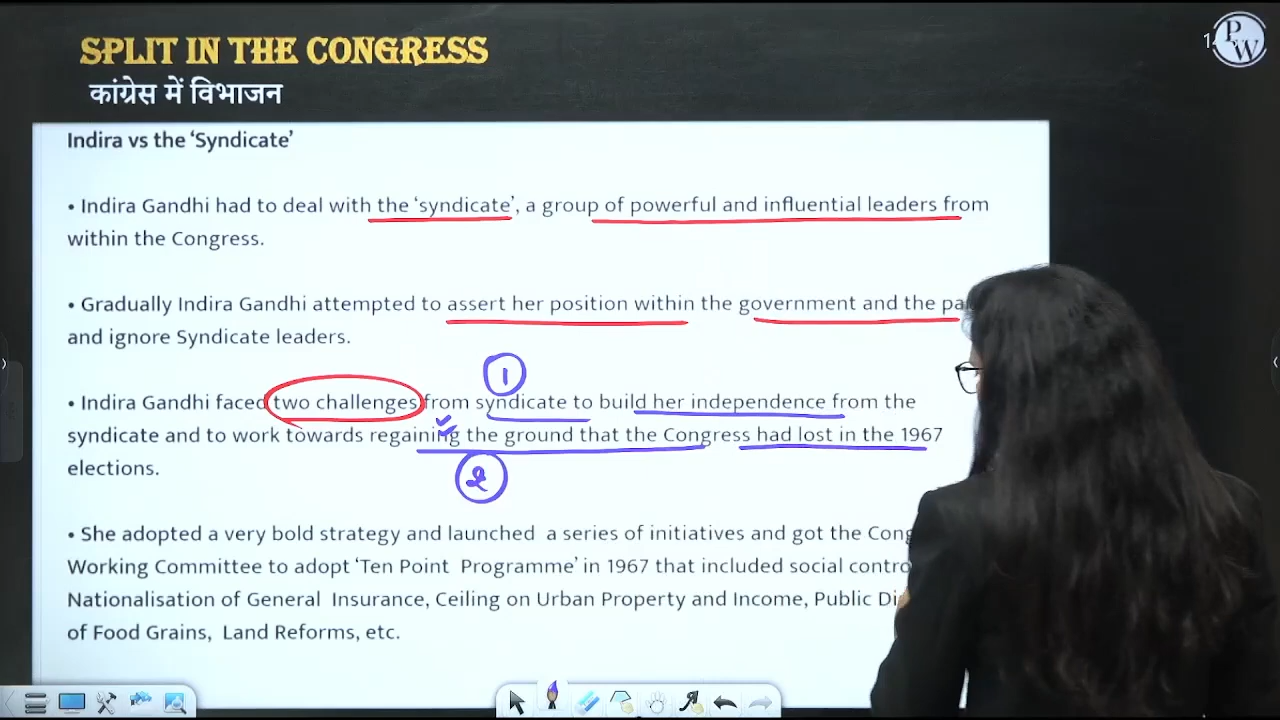 SPLIT IN THE CONGRESS
कांग्रेस में विभाजन
1
PW
Indira vs the ‘Syndicate’
• Indira Gandhi had to deal with the ‘syndicate’, a group of powerful and influential leaders from
within the Congress.
• Gradually Indira Gandhi attempted to assert her position within the government and the pa
and ignore Syndicate leaders.
1
• Indira Gandhi faced two challenges from syndicate to build her independence from the
syndicate and to work towards regaining the ground that the Congress had lost in the 1967
elections.
2
• She adopted a very bold strategy and launched a series of initiatives and got the Cong
Working Committee to adopt ‘Ten Point Programme’ in 1967 that included social contro
Nationalisation of General Insurance, Ceiling on Urban Property and Income, Public Di
of Food Grains, Land Reforms, etc.